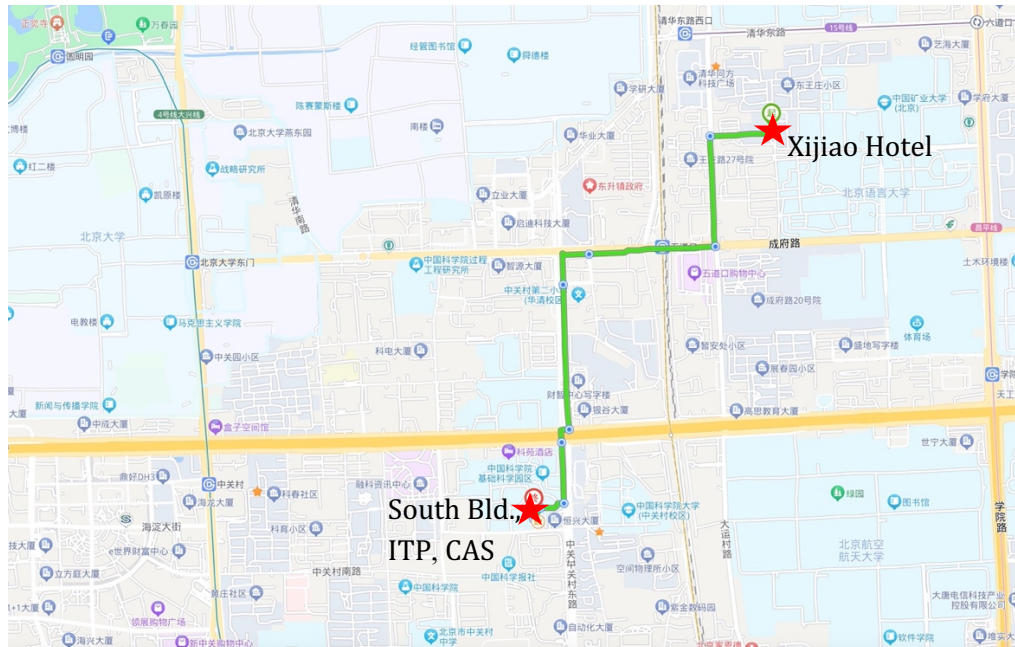 正觉寺
万春园
圆明园
经管图书馆
舜德楼
清华东路西口
清华东路
15号线
六道口
艺海大厦
学研大厦
清华同方
科技广场
东王庄小区
中国矿业大学
(北京)
学府大厦
4号线大兴线
陈赛蒙斯楼
南楼
北京大学燕东园
华业大厦
Xijiao Hotel
红二楼
战略研究所
东升镇政府
北京语言大学
凯原楼
立业大厦
清华南路
启迪科技大厦
北京大学
成府路
昌平线
北京大学东门
中国科学院过程
工程研究所
智源大厦
五道口购物中心
土木环境楼
中关村第二小
(华清校区)
成府路20号院
电教楼
马克思主义学院
体育场
中关园小区
科电大厦
暂安处小区
盛地写字楼
展春园小区
新闻与传播学院
中成大厦
盒子空间馆
银谷大厦
高思教育大厦
科苑酒店
世宁大厦
鼎好DH3
中关村
融科资讯中心
中国科学院
基础科学园区
海龙大厦
科春社区
South Bld.,
ITP, CAS
中国科学院大学
(中关村校区)
绿园
图书馆
学院路
海淀大街
科育小区
恒兴大厦
大运村路
e世界财富中心
中关村南路
中国科学报社
中关村东路
空间物理所小区
北京航空
航天大学
立方庭大厦
黄庄社区
中国科学院
大唐电信科技产业
控股有限公司
领展购物广场
紫金数码园
海兴大厦
新中关购物中心
北京市中关村
中学
自动化大厦
软件学院
唯实大